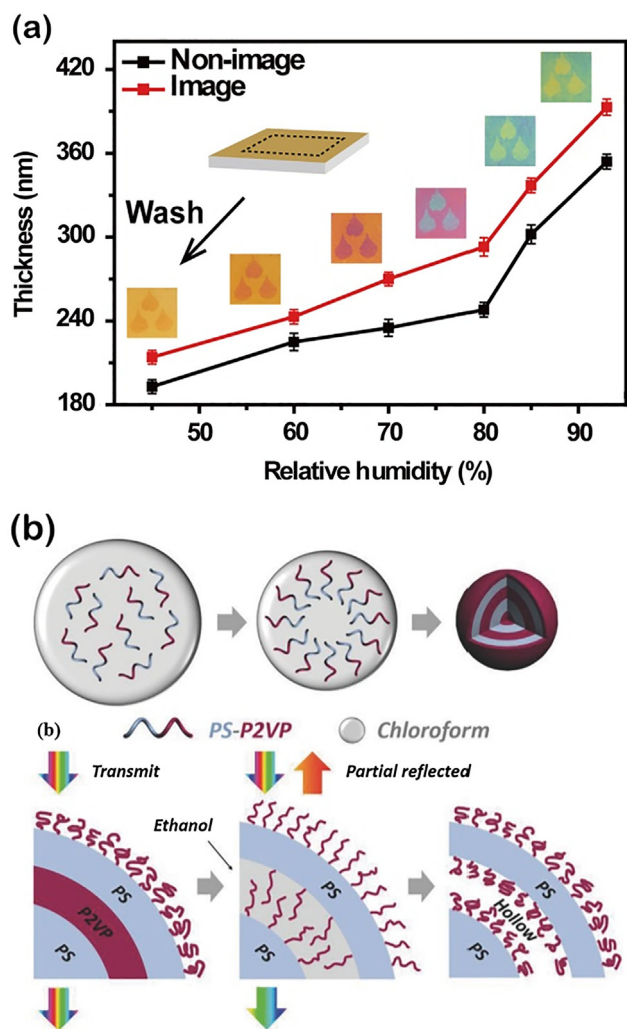 (a)
Non-image
Image
Wash
420
360
300
240
180
Thickness (nm)
50 60 70 80 90
Relative humidity (%)
(b)
(b) PS-P2VP Chloroform
Transmit Partial reflected
Ethanol
PS
P2VP
PS
PS
PS
PS
Hollow
PS